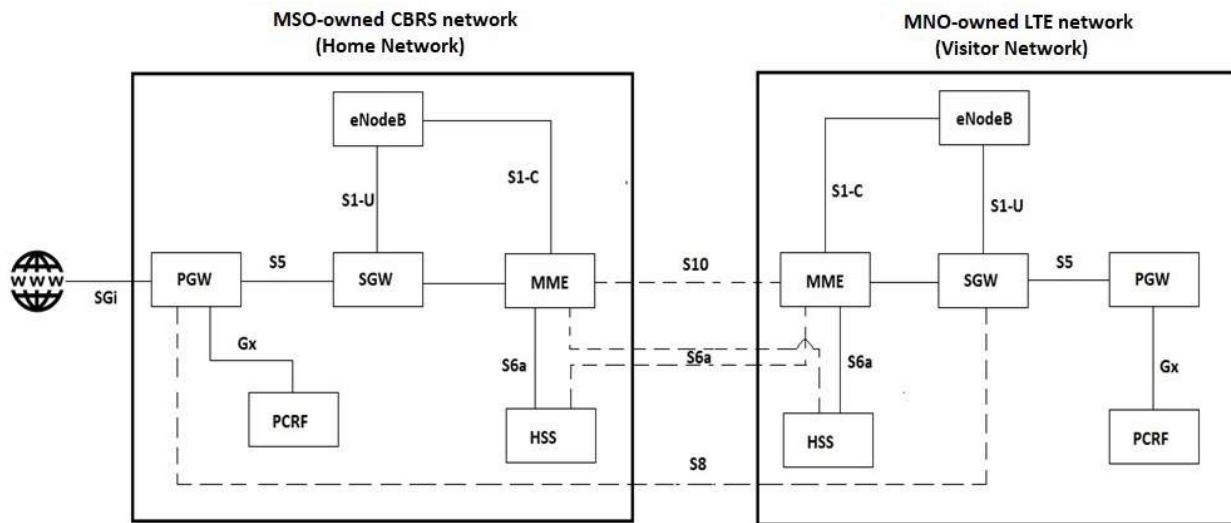 MSO-owned CBRS network
(Home Network)
MNO-owned LTE network
(Visitor Network)
eNodeB
eNodeB
S1-C
S1-C
S1-U
S1-U
WWW
SGi
PGW
S5
SGW
MME
S10
MME
SGW
S5
PGW
Gx
S6a
S6a
S6a
Gx
PCRF
HSS
HSS
PCRF
S8